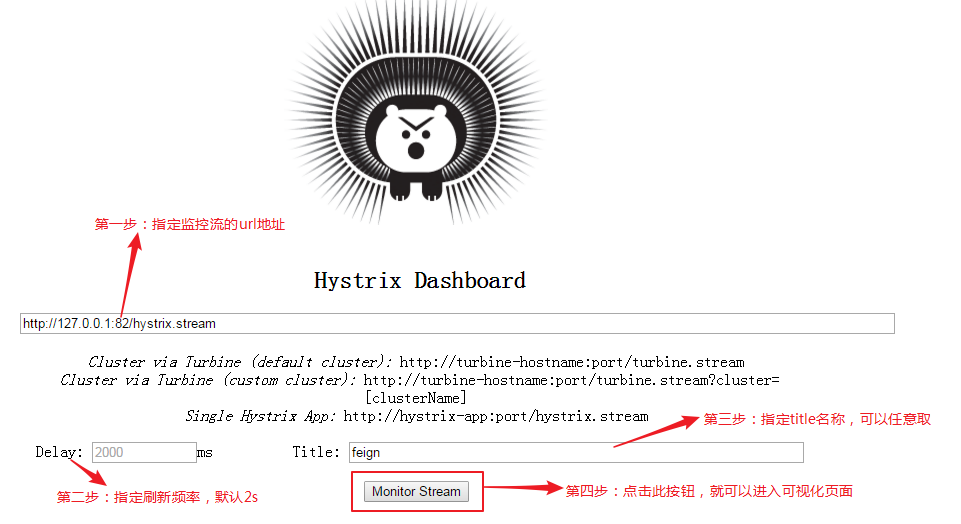 第一步：指定监控流的url地址
Hystrix Dashboard
http://127.0.0.1:82/hystrix.stream
Cluster via Turbine (default cluster): http://turbine-hostname:port/turbine.stream
Cluster via Turbine (custom cluster): http://turbine-hostname:port/turbine.stream?cluster=
[clusterName]
Single Hystrix App: http://hystrix-app:port/hystrix.stream
第三步：指定title名称，可以任意取
Delay: 2000 ms Title: feign
第二步：指定刷新频率，默认2s
Monitor Stream
第四步：点击此按钮，就可以进入可视化页面